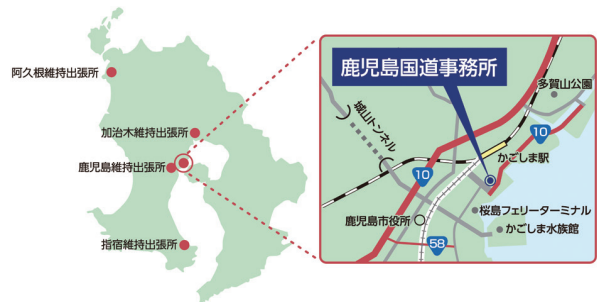 阿久根維持出張所
加治木維持出張所
鹿児島維持出張所
指宿維持出張所
鹿児島国道事務所
多賀山公園
城山トンネル
10
かごしま駅
10
鹿児島市役所
桜島フェリーターミナル
かごしま水族館
58